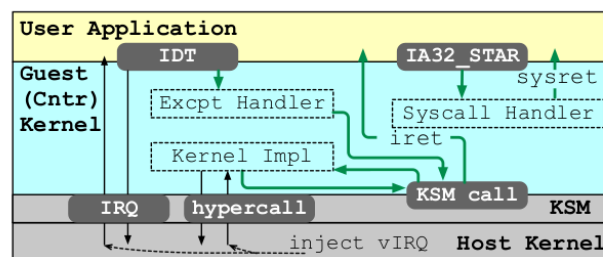 User Application
IDT
IA32_STAR
Guest
(Cntr)
Kernel
sysret
Excpt Handler
Syscall Handler
iret
Kernel Impl
KSM call
IRQ
hypercall
KSM
inject vIRQ
Host Kernel